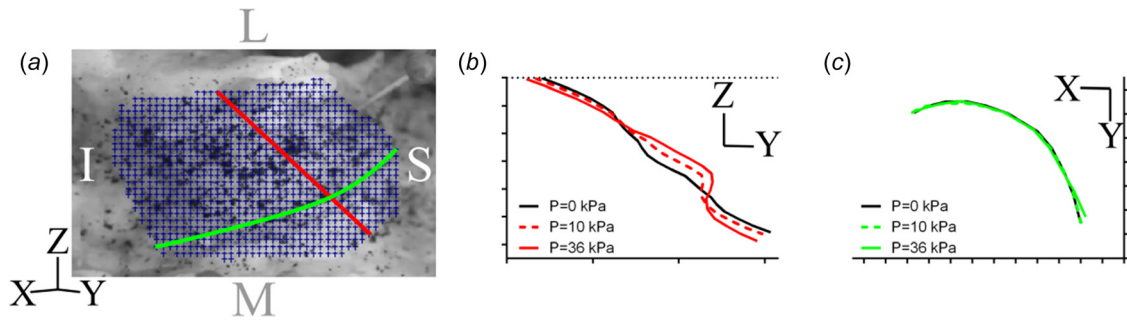 (a)
L
I
S
M
Z
X
Y
(b)
Z
Y
P=0 kPa
P=10 kPa
P=36 kPa
(c)
X
Y
P=0 kPa
P=10 kPa
P=36 kPa